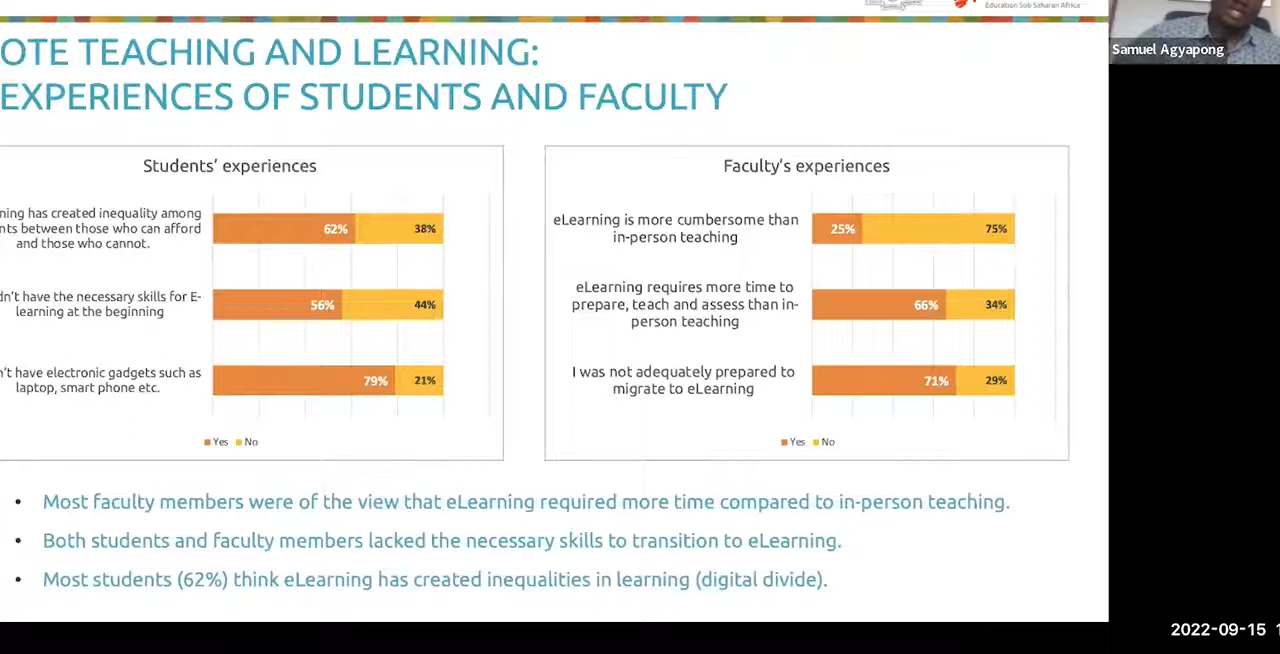 Education Sub Saharan Africa
Samuel Agyapong
OTE TEACHING AND LEARNING:
EXPERIENCES OF STUDENTS AND FACULTY
Students' experiences
ning has created inequality among
nts between those who can afford
and those who cannot.
62% 38%
dn't have the necessary skills for E-
learning at the beginning
56% 44%
't have electronic gadgets such as
laptop, smart phone etc.
79% 21%
Yes No
Faculty's experiences
eLearning is more cumbersome than
in-person teaching
25% 75%
eLearning requires more time to
prepare, teach and assess than in-
person teaching
66% 34%
I was not adequately prepared to
migrate to eLearning
71% 29%
Yes No
• Most faculty members were of the view that eLearning required more time compared to in-person teaching.
• Both students and faculty members lacked the necessary skills to transition to eLearning.
• Most students (62%) think eLearning has created inequalities in learning (digital divide).
2022-09-15 1